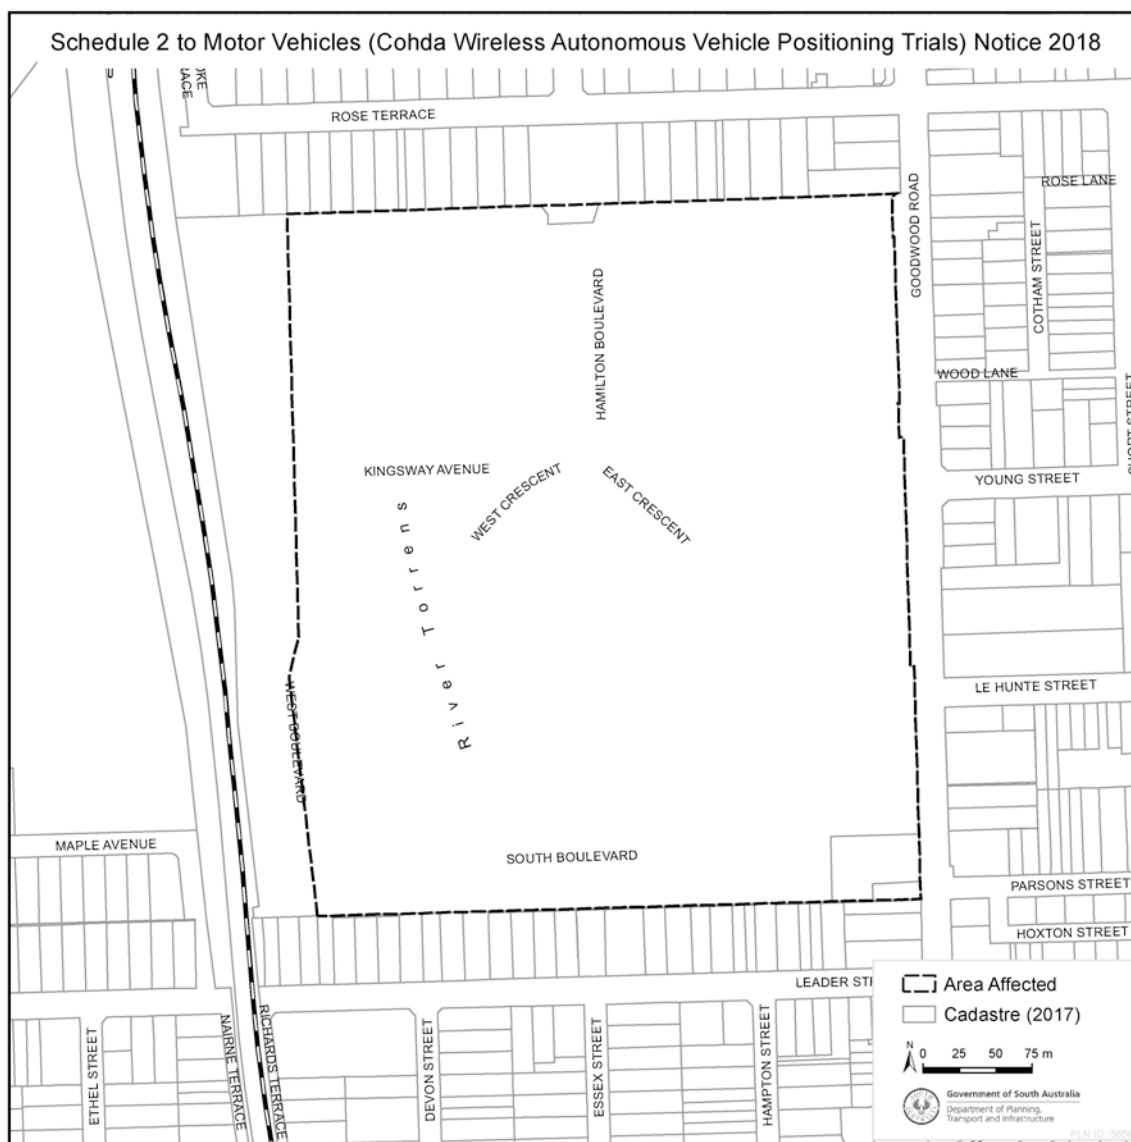 Schedule 2 to Motor Vehicles (Cohda Wireless Autonomous Vehicle Positioning Trials) Notice 2018
ROSE TERRACE
ROSE LANE
GOODWOOD ROAD
COTHAM STREET
HAMILTON BOULEVARD
WOOD LANE
SHORT STREET
KINGSWAY AVENUE
WEST CRESCENT
EAST CRESCENT
YOUNG STREET
River Torrens
LE HUNTE STREET
WEST BOULEVARD
MAPLE AVENUE
SOUTH BOULEVARD
PARSONS STREET
HOXTON STREET
LEADER STR
ETHEL STREET
NAIRNE TERRACE
RICHARDS TERRACE
DEVON STREET
ESSEX STREET
HAMPTON STREET
Area Affected
Cadastre (2017)
N
0 25 50 75 m
Government of South Australia
Department of Planning,
Transport and Infrastructure